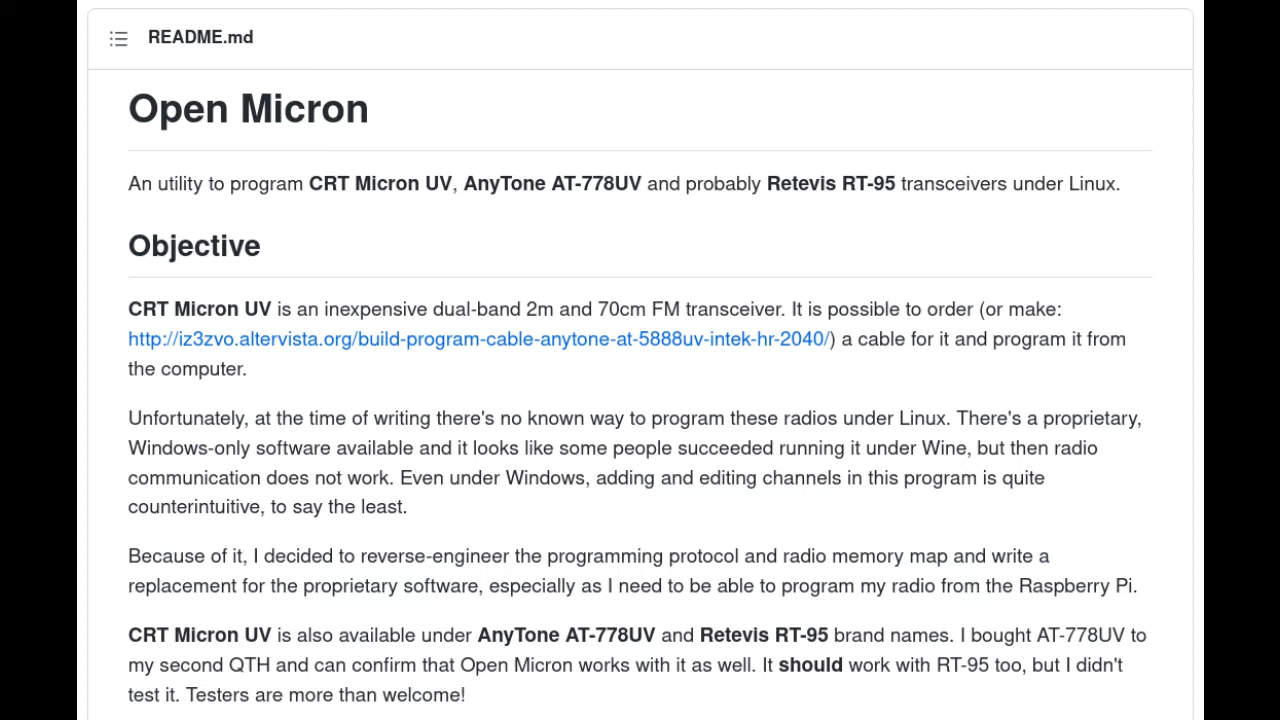 README.md
Open Micron
An utility to program CRT Micron UV, AnyTone AT-778UV and probably Retevis RT-95 transceivers under Linux.
Objective
CRT Micron UV is an inexpensive dual-band 2m and 70cm FM transceiver. It is possible to order (or make:
http://iz3zvo.altervista.org/build-program-cable-anytone-at-5888uv-intek-hr-2040/) a cable for it and program it from
the computer.
Unfortunately, at the time of writing there's no known way to program these radios under Linux. There's a proprietary,
Windows-only software available and it looks like some people succeeded running it under Wine, but then radio
communication does not work. Even under Windows, adding and editing channels in this program is quite
counterintuitive, to say the least.
Because of it, I decided to reverse-engineer the programming protocol and radio memory map and write a
replacement for the proprietary software, especially as I need to be able to program my radio from the Raspberry Pi.
CRT Micron UV is also available under AnyTone AT-778UV and Retevis RT-95 brand names. I bought AT-778UV to
my second QTH and can confirm that Open Micron works with it as well. It should work with RT-95 too, but I didn't
test it. Testers are more than welcome!